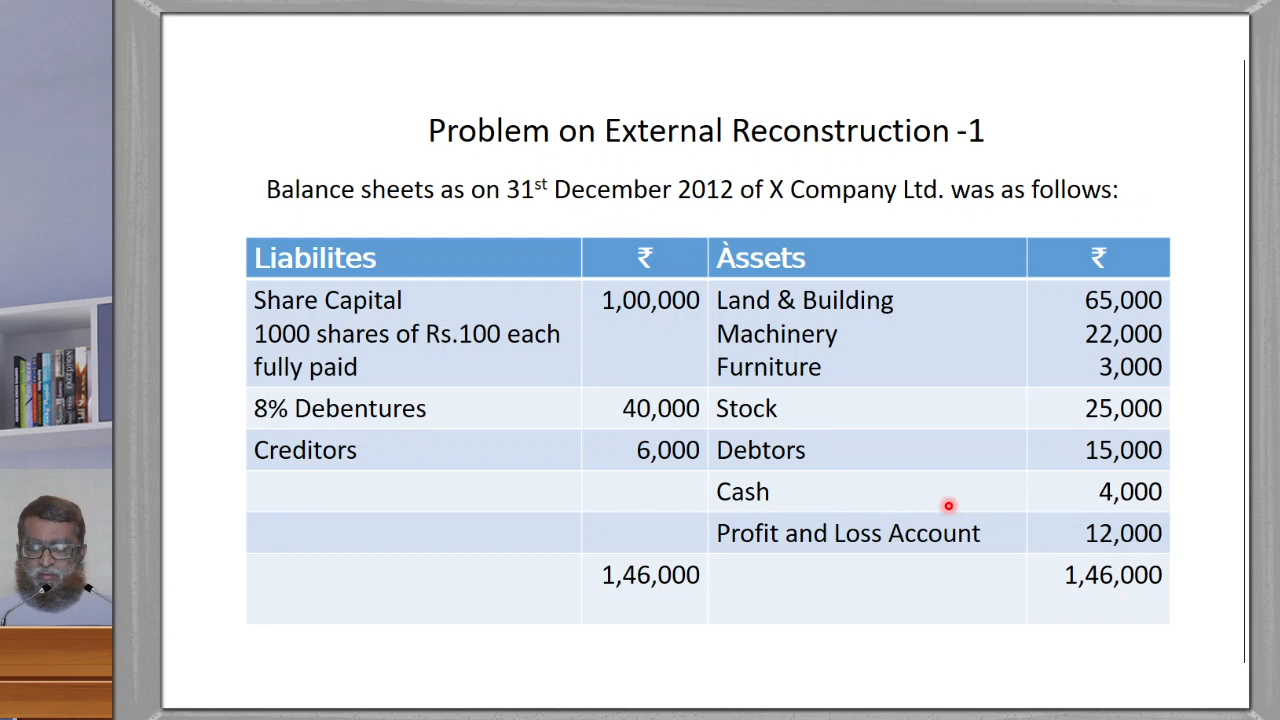 Problem on External Reconstruction -1
Balance sheets as on 31st December 2012 of X Company Ltd. was as follows:
Liabilites ₹ Àssets ₹
Share Capital 1,00,000 Land & Building 65,000
1000 shares of Rs.100 each Machinery 22,000
fully paid Furniture 3,000
8% Debentures 40,000 Stock 25,000
Creditors 6,000 Debtors 15,000
Cash 4,000
Profit and Loss Account 12,000
1,46,000 1,46,000